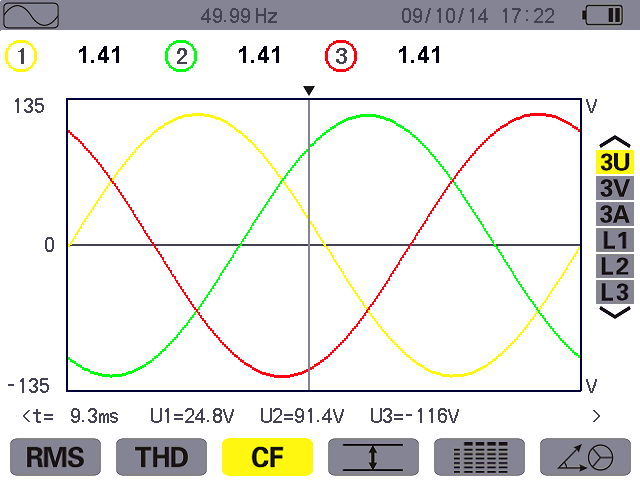 49.99 Hz 09/10/14 17:22
1 1.41 2 1.41 3 1.41
135 V
3U
3V
3A
L1
L2
L3
0
-135 V
<t= 9.3ms U1=24.8V U2=91.4V U3=-116V >
RMS THD CF